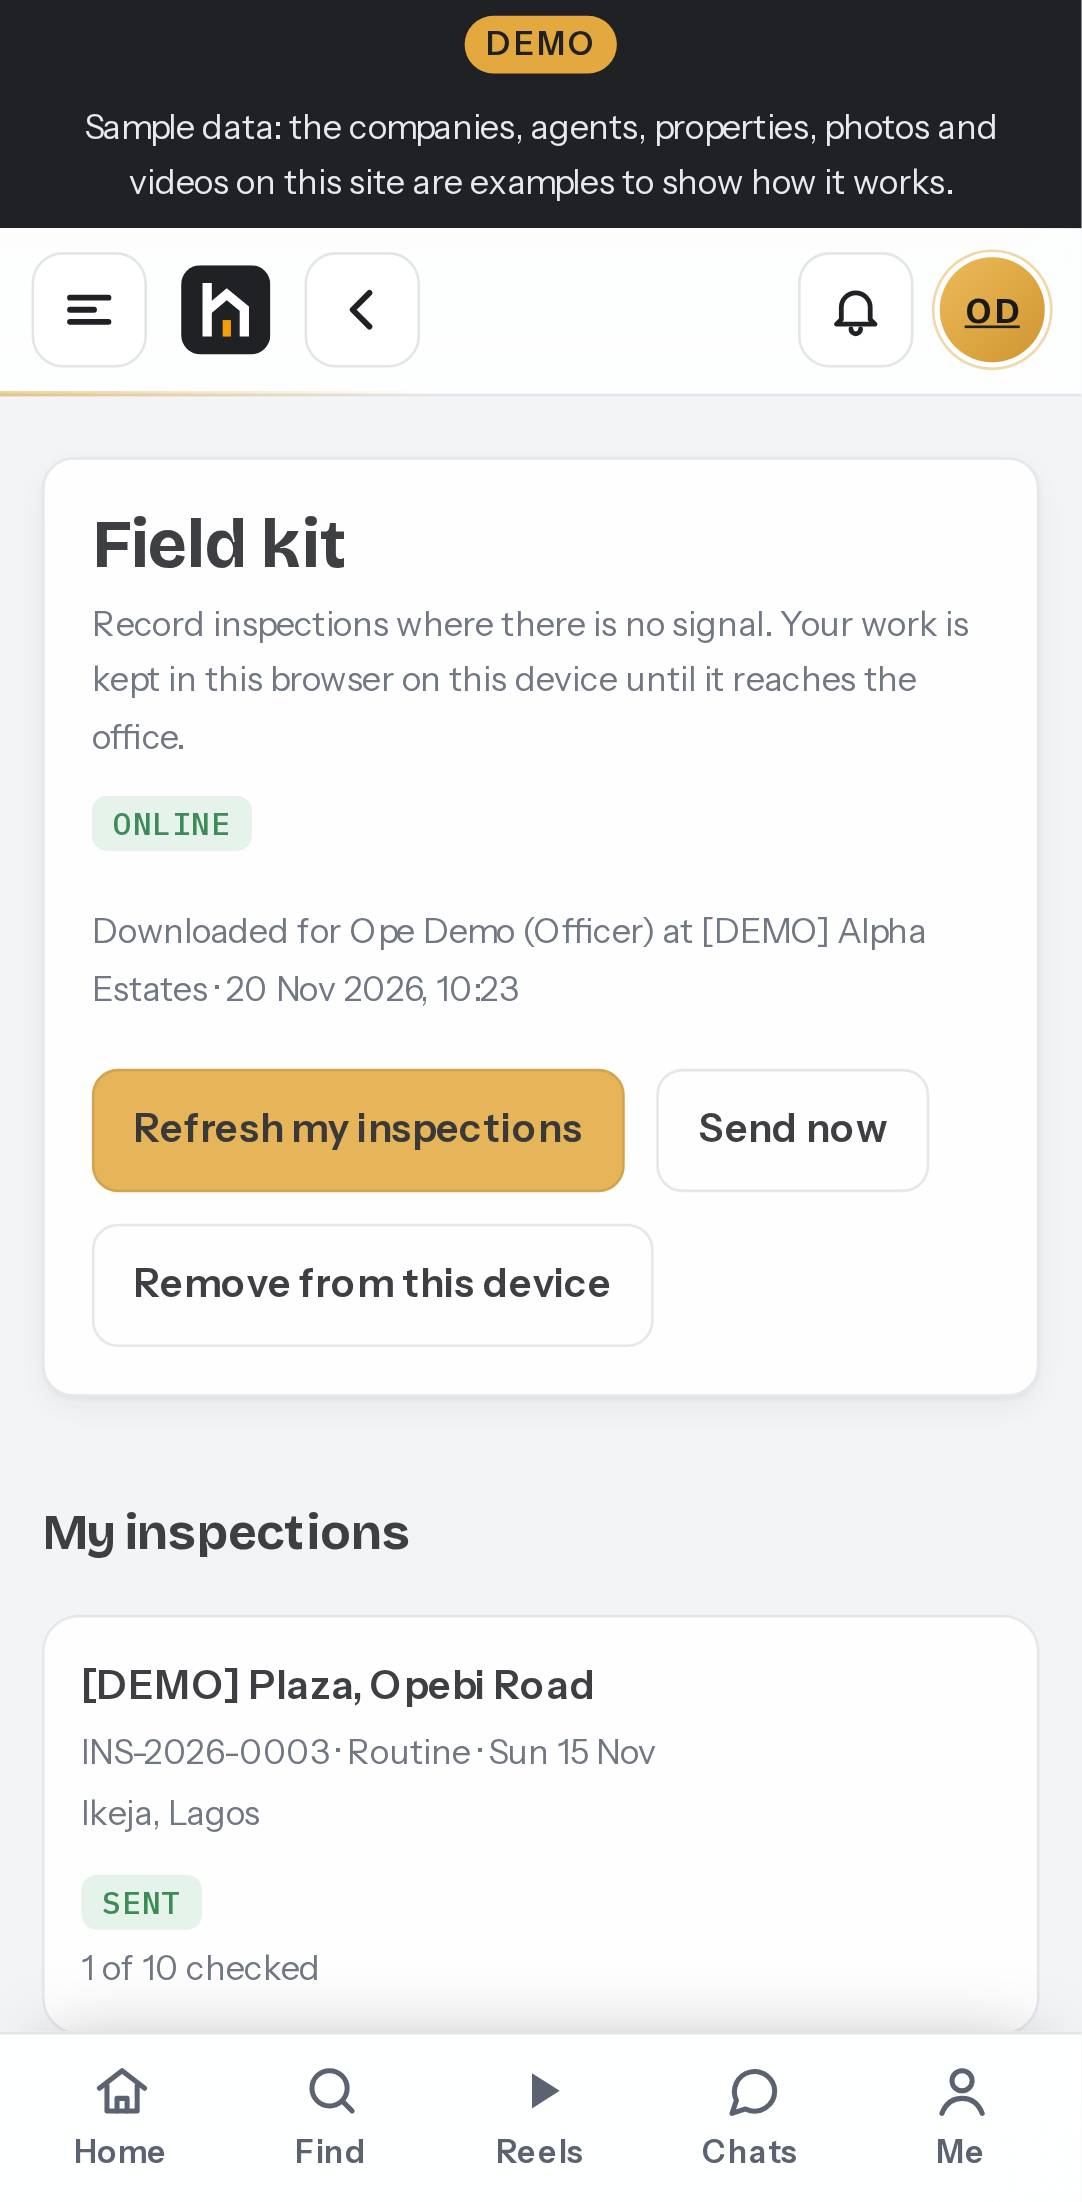 DEMO
Sample data: the companies, agents, properties, photos and
videos on this site are examples to show how it works.
OD
Field kit
Record inspections where there is no signal. Your work is
kept in this browser on this device until it reaches the
office.
ONLINE
Downloaded for Ope Demo (Officer) at [DEMO] Alpha
Estates · 20 Nov 2026, 10:23
Refresh my inspections
Send now
Remove from this device
My inspections
[DEMO] Plaza, Opebi Road
INS-2026-0003 · Routine · Sun 15 Nov
Ikeja, Lagos
SENT
1 of 10 checked
Home
Find
Reels
Chats
Me